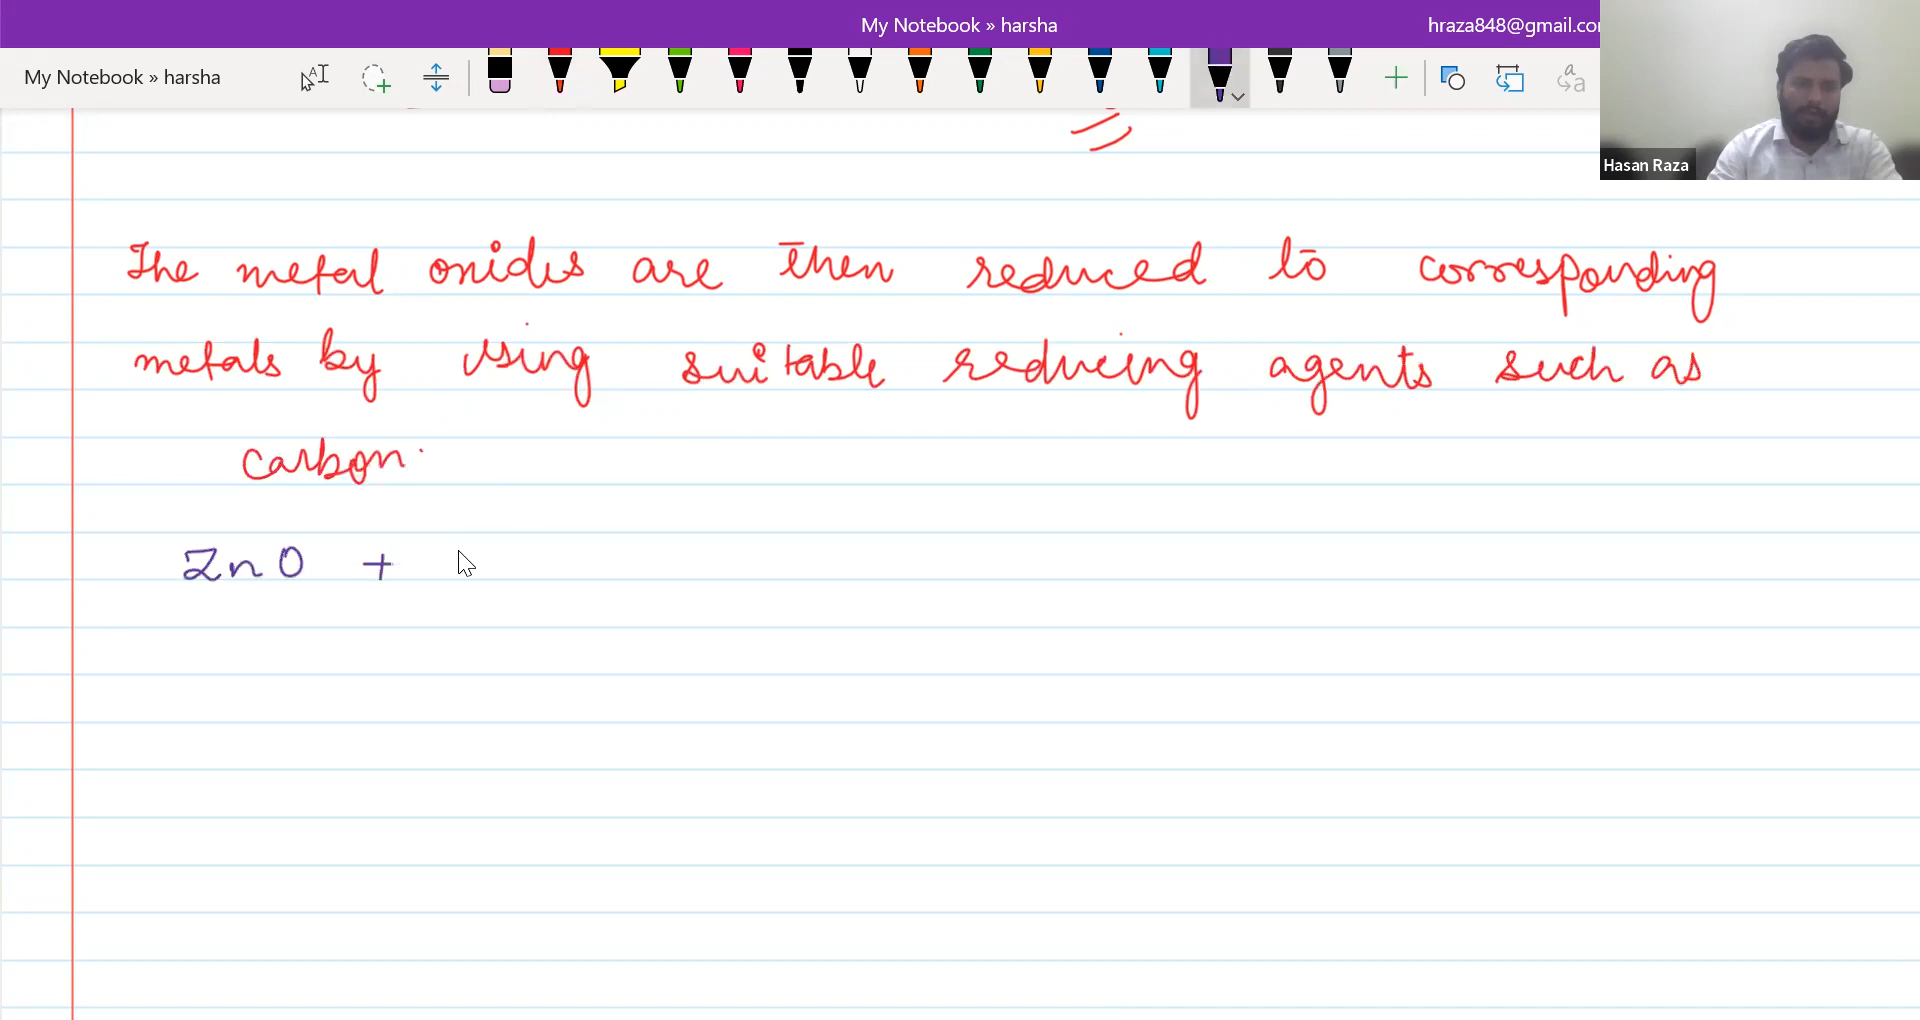 My Notebook » harsha
hraza848@gmail.co
My Notebook » harsha
Hasan Raza
The metal oxides are then reduced to corresponding
metals by using suitable reducing agents such as
carbon.
ZnO +